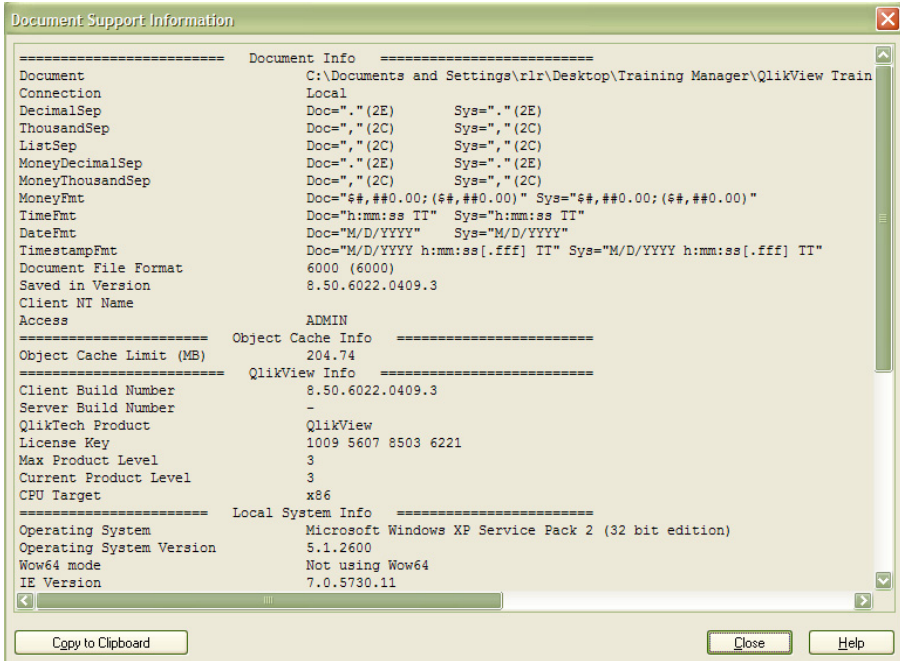 Document Support Information
========================= Document Info ==========================
Document C:\Documents and Settings\rlr\Desktop\Training Manager\QlikView Train
Connection Local
DecimalSep Doc="."(2E) Sys="."(2E)
ThousandSep Doc=","(2C) Sys=","(2C)
ListSep Doc=","(2C) Sys=","(2C)
MoneyDecimalSep Doc="."(2E) Sys="."(2E)
MoneyThousandSep Doc=","(2C) Sys=","(2C)
MoneyFmt Doc="$#,##0.00;($#,##0.00)" Sys="$#,##0.00;($#,##0.00)"
TimeFmt Doc="h:mm:ss TT" Sys="h:mm:ss TT"
DateFmt Doc="M/D/YYYY" Sys="M/D/YYYY"
TimestampFmt Doc="M/D/YYYY h:mm:ss[.fff] TT" Sys="M/D/YYYY h:mm:ss[.fff] TT"
Document File Format 6000 (6000)
Saved in Version 8.50.6022.0409.3
Client NT Name
Access ADMIN
======================= Object Cache Info ========================
Object Cache Limit (MB) 204.74
========================= QlikView Info ==========================
Client Build Number 8.50.6022.0409.3
Server Build Number -
QlikTech Product QlikView
License Key 1009 5607 8503 6221
Max Product Level 3
Current Product Level 3
CPU Target x86
======================= Local System Info ========================
Operating System Microsoft Windows XP Service Pack 2 (32 bit edition)
Operating System Version 5.1.2600
Wow64 mode Not using Wow64
IE Version 7.0.5730.11
Copy to Clipboard Close Help